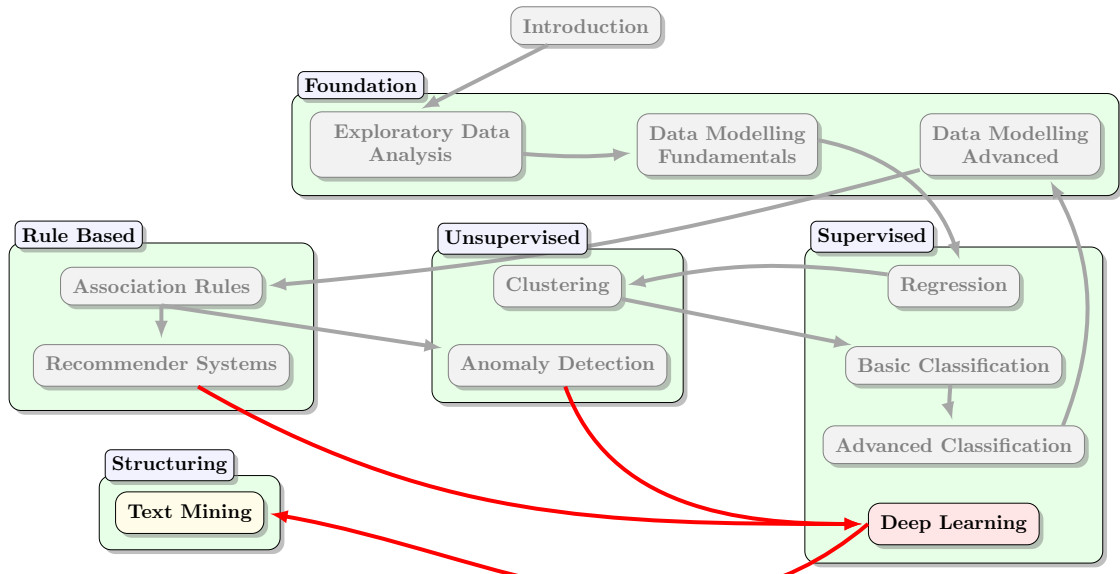 Introduction
Foundation
Exploratory Data
Analysis
Data Modelling
Fundamentals
Data Modelling
Advanced
Rule Based
Association Rules
Recommender Systems
Unsupervised
Clustering
Anomaly Detection
Supervised
Regression
Basic Classification
Advanced Classification
Deep Learning
Structuring
Text Mining